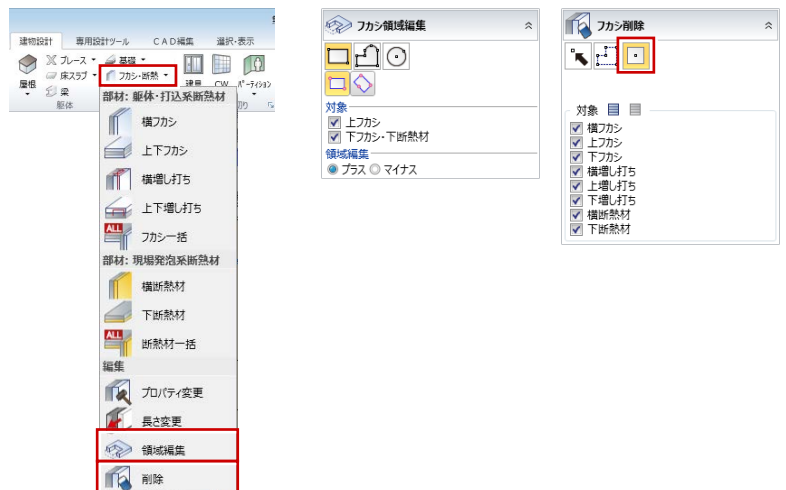 建物設計 専用設計ツール CAD編集 選択・表示
ブレース 基礎
床スラブ フカシ・断熱
屋根 梁 建具 CW パーティション
躯体
部材: 躯体・打込系断熱材
横フカシ
上下フカシ
横増し打ち
上下増し打ち
ALL フカシ一括
部材: 現場発泡系断熱材
横断熱材
下断熱材
ALL 断熱材一括
編集
プロパティ変更
長さ変更
領域編集
削除
フカシ領域編集
対象
上フカシ
下フカシ・下断熱材
領域編集
プラス マイナス
フカシ削除
対象
横フカシ
上フカシ
下フカシ
横増し打ち
上増し打ち
下増し打ち
横断熱材
下断熱材